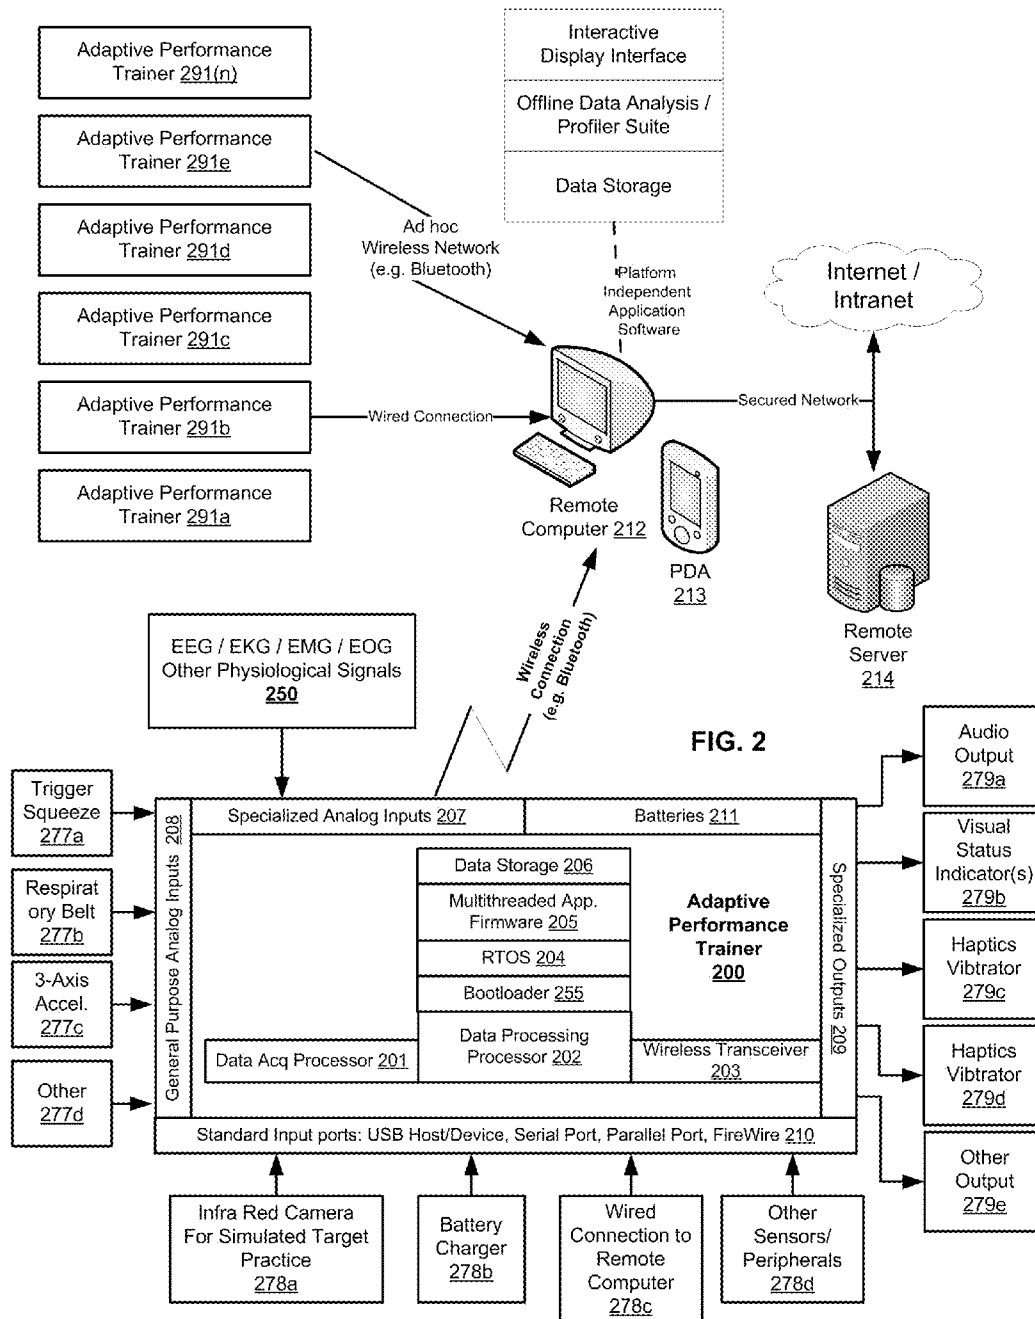 Adaptive Performance
Trainer 291(n)
Adaptive Performance
Trainer 291e
Adaptive Performance
Trainer 291d
Adaptive Performance
Trainer 291c
Adaptive Performance
Trainer 291b
Adaptive Performance
Trainer 291a
Ad hoc
Wireless Network
(e.g. Bluetooth)
Wired Connection
Interactive
Display Interface
Offline Data Analysis /
Profiler Suite
Data Storage
Platform
Independent
Application
Software
Internet /
Intranet
Secured Network
Remote
Computer 212
PDA
213
Remote
Server
214
Wireless
Connection
(e.g. Bluetooth)
EEG / EKG / EMG / EOG
Other Physiological Signals
250
FIG. 2
Trigger
Squeeze
277a
Respirat
ory Belt
277b
3-Axis
Accel.
277c
Other
277d
General Purpose Analog Inputs 208
Specialized Analog Inputs 207
Batteries 211
Data Storage 206
Multithreaded App.
Firmware 205
RTOS 204
Bootloader 255
Data Processing
Processor 202
Data Acq Processor 201
Wireless Transceiver
203
Adaptive
Performance
Trainer
200
Specialized Outputs 209
Standard Input ports: USB Host/Device, Serial Port, Parallel Port, FireWire 210
Audio
Output
279a
Visual
Status
Indicator(s)
279b
Haptics
Vibtrator
279c
Haptics
Vibtrator
279d
Other
Output
279e
Infra Red Camera
For Simulated Target
Practice
278a
Battery
Charger
278b
Wired
Connection to
Remote
Computer
278c
Other
Sensors/
Peripherals
278d